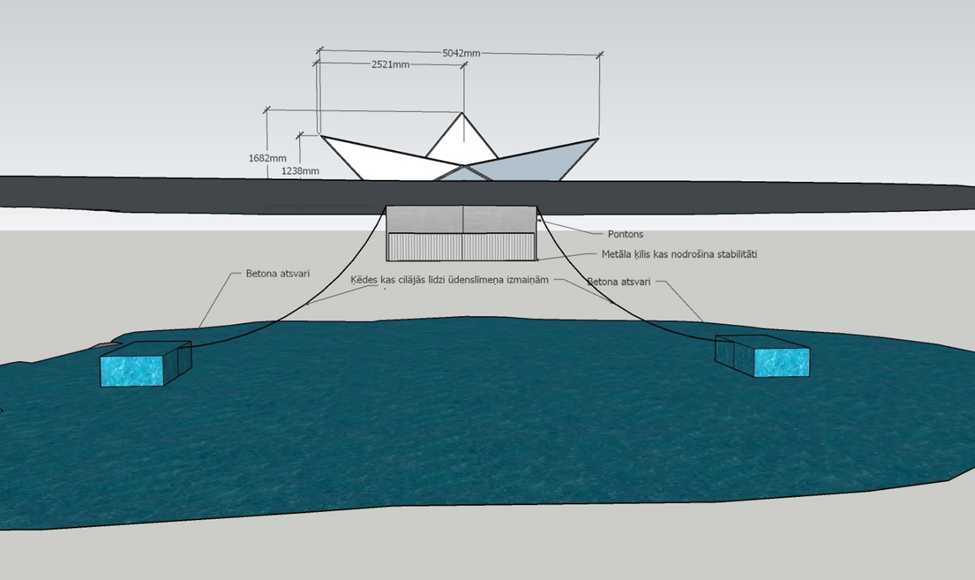 5042mm
2521mm
1682mm
1238mm
Pontons
Metāla ķīlis kas nodrošina stabilitāti
Betona atsvari
Ķēdes kas cilājās līdzi ūdenslīmeņa izmaiņām
Betona atsvari